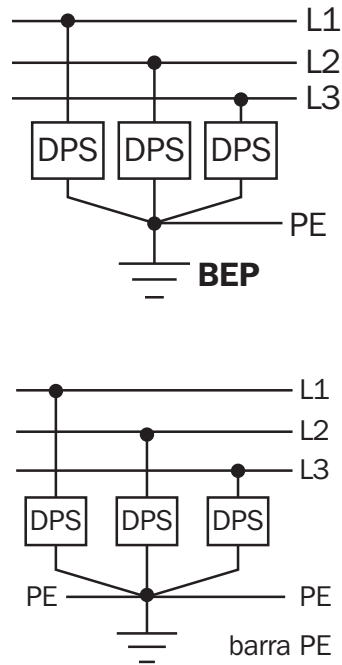 L1
L2
L3
DPS DPS DPS
PE
BEP
L1
L2
L3
DPS DPS DPS
PE PE
barra PE